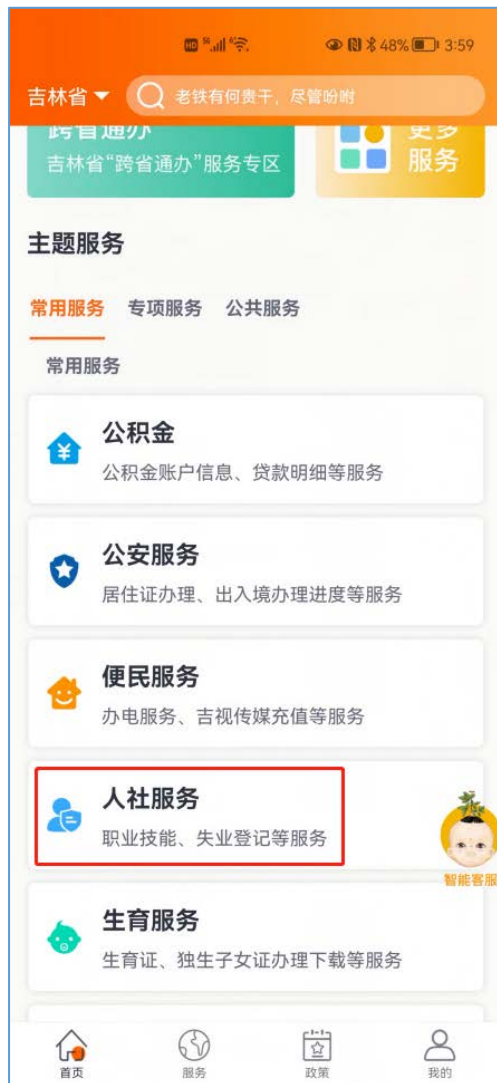 HD 5G 6 48% 3:59
吉林省 老铁有何贵干，尽管吩咐
跨省通办
吉林省“跨省通办”服务专区
更多
服务
主题服务
常用服务 专项服务 公共服务
常用服务
公积金
公积金账户信息、贷款明细等服务
公安服务
居住证办理、出入境办理进度等服务
便民服务
办电服务、吉视传媒充值等服务
人社服务
职业技能、失业登记等服务
智能客服
生育服务
生育证、独生子女证办理下载等服务
首页 服务 政策 我的